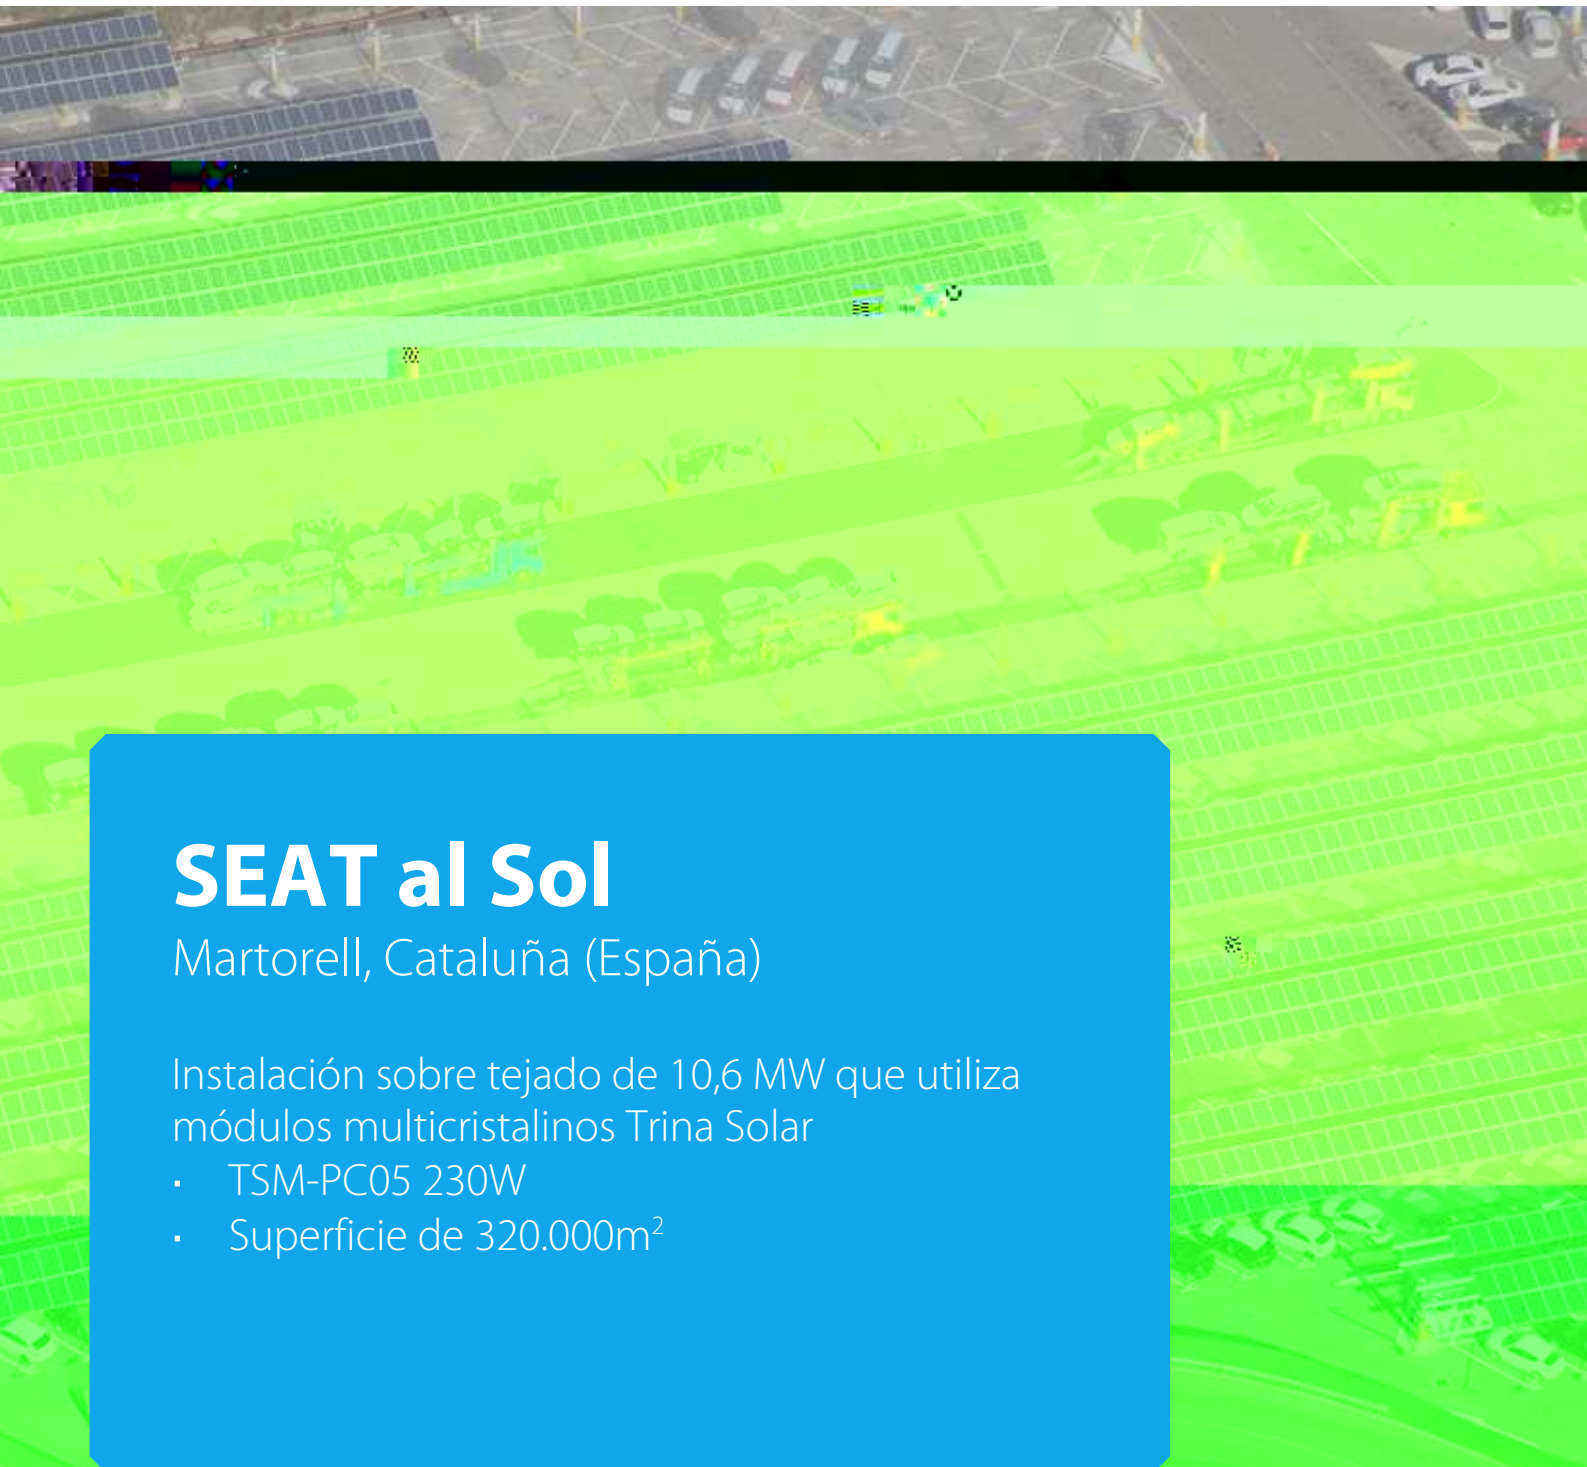 SEAT al Sol
Martorell, Cataluña (España)
Instalación sobre tejado de 10,6 MW que utiliza
módulos multicristalinos Trina Solar
· TSM-PC05 230W
· Superficie de 320.000m²